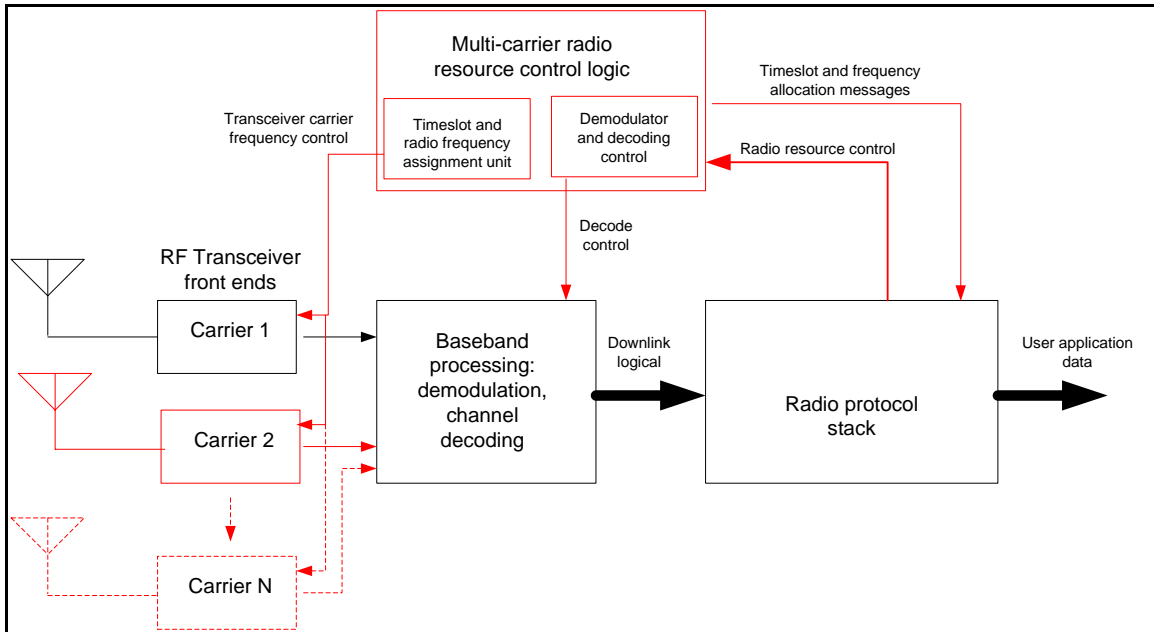 Multi-carrier radio
resource control logic
Timeslot and frequency
allocation messages
Transceiver carrier
frequency control
Timeslot and
radio frequency
assignment unit
Demodulator
and decoding
control
Radio resource control
Decode
control
RF Transceiver
front ends
Carrier 1
Baseband
processing:
demodulation,
channel
decoding
Downlink
logical
User application
data
Radio protocol
stack
Carrier 2
Carrier N